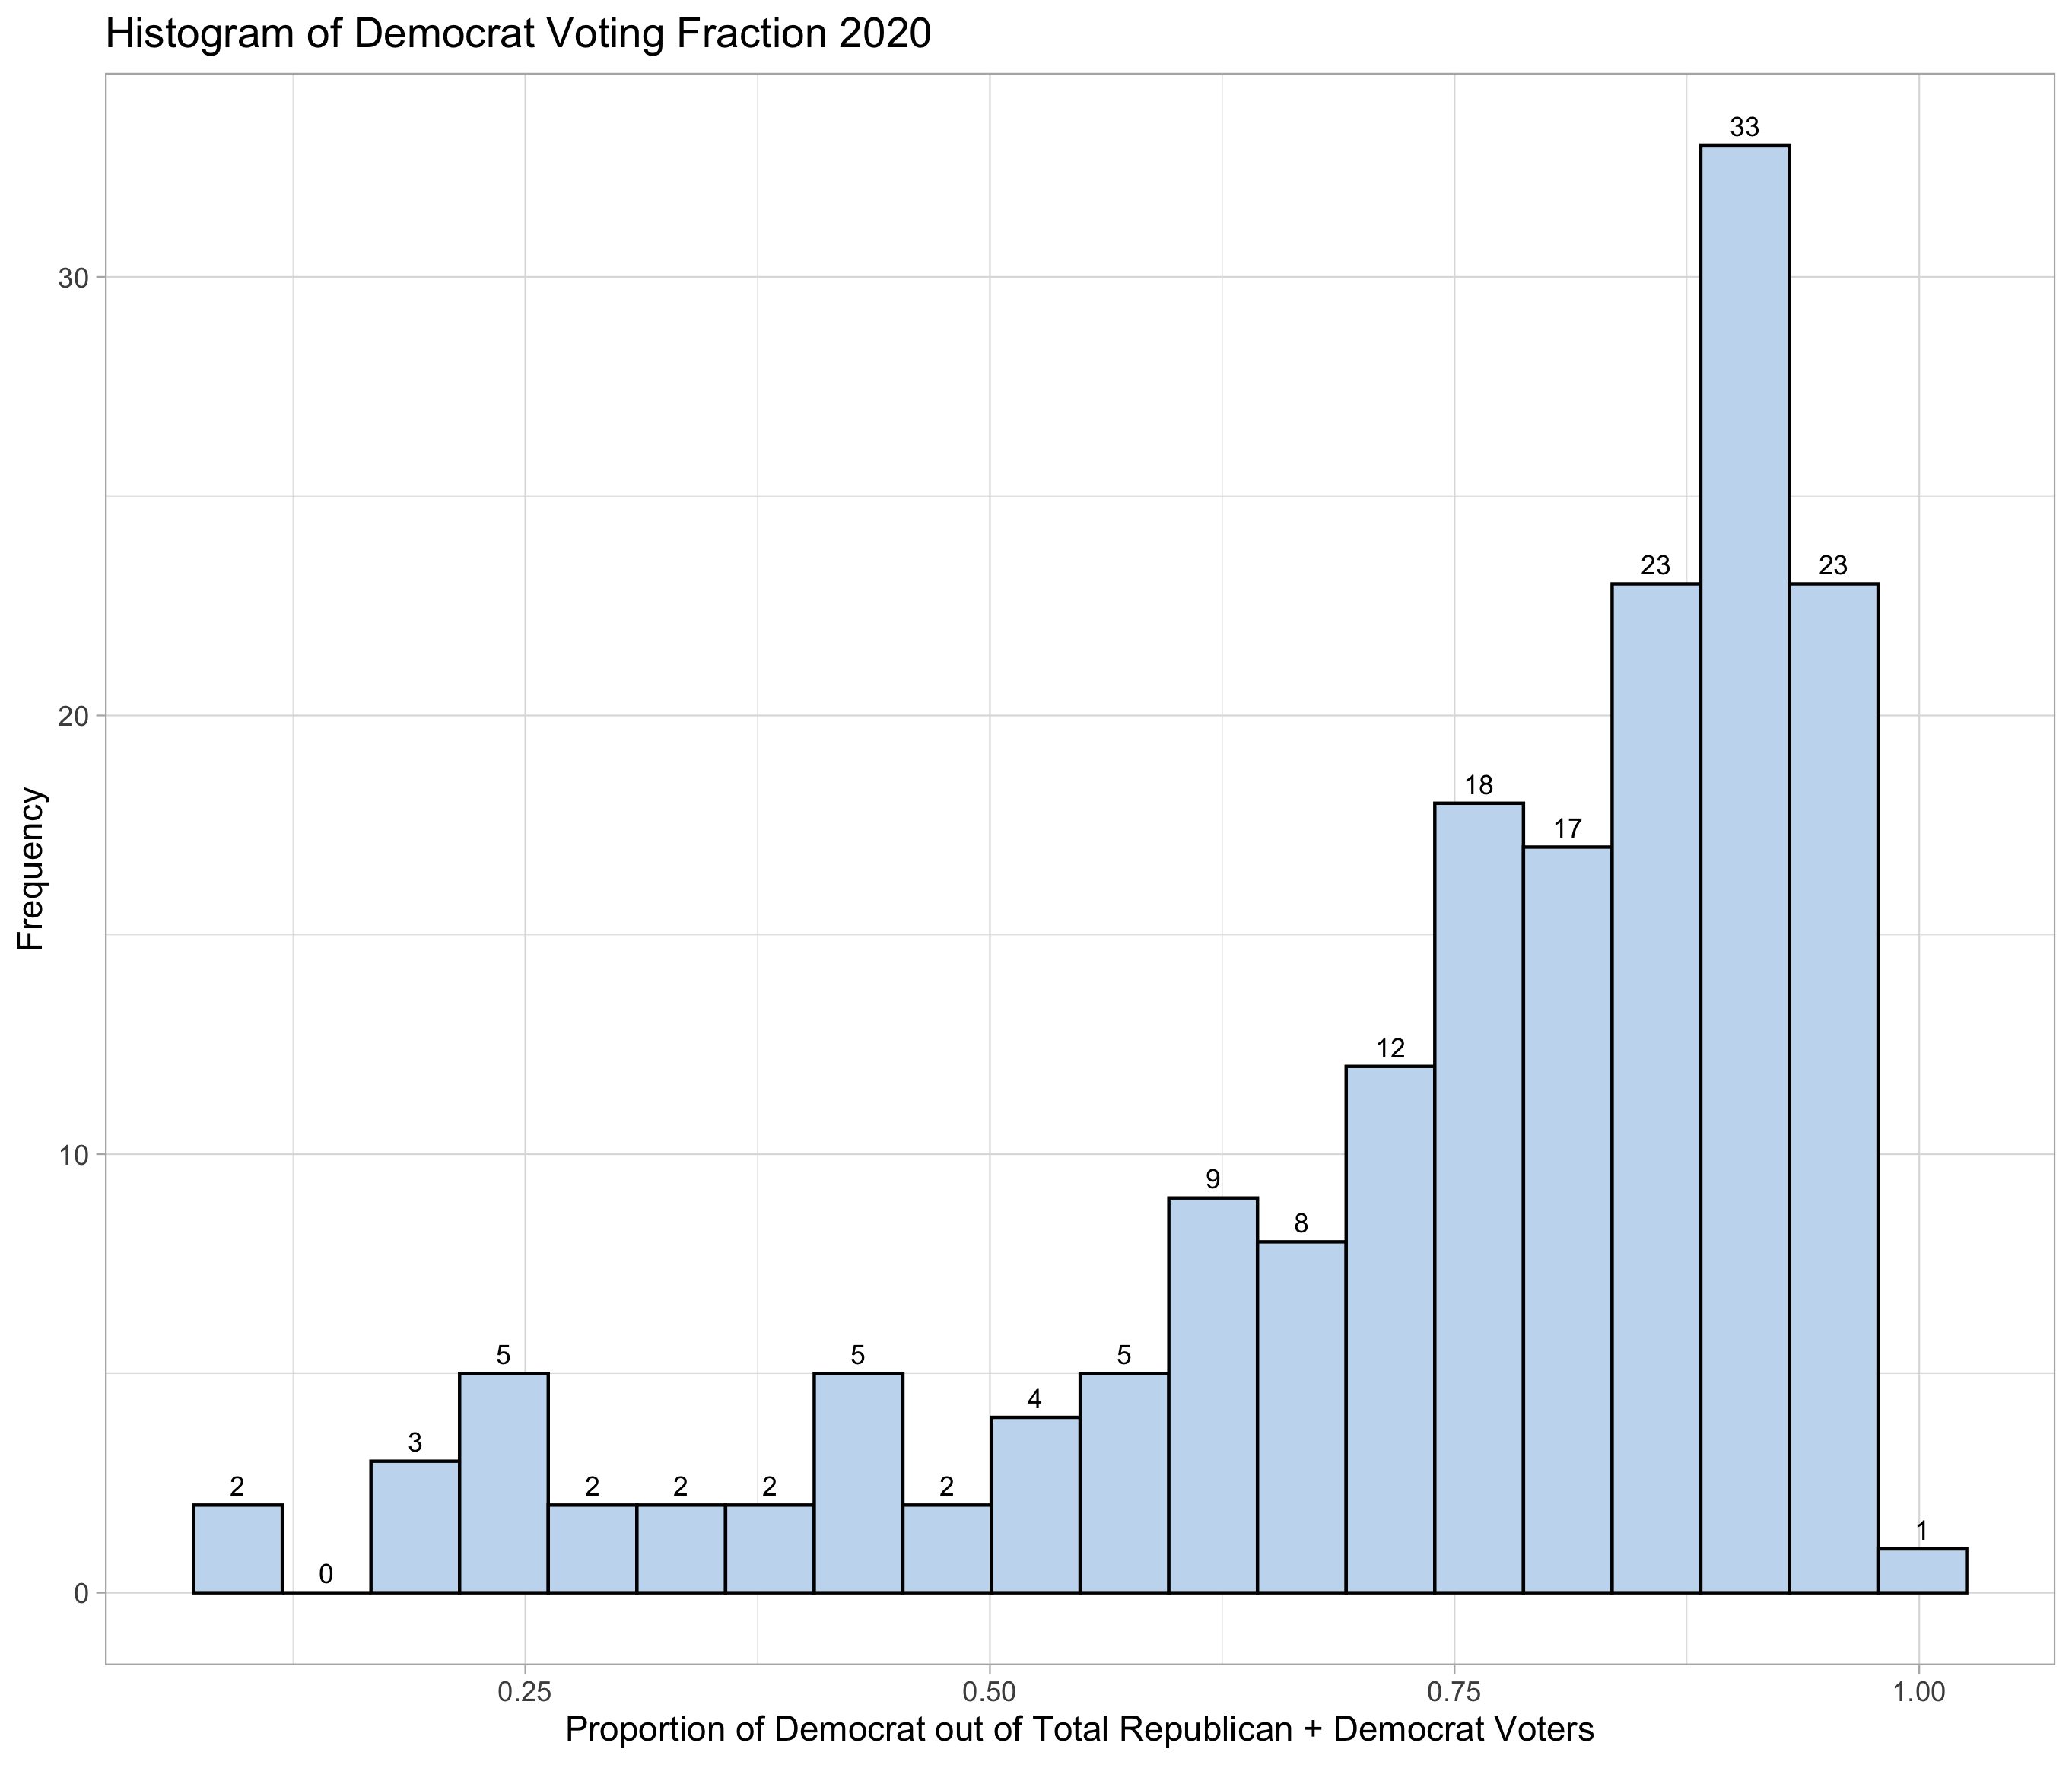 Histogram of Democrat Voting Fraction 2020
33
30
23 23
20
18
17
12
10
9
8
5 5 5
4
3
2 2 2 2 2
1
0
0
Frequency
0.25 0.50 0.75 1.00
Proportion of Democrat out of Total Republican + Democrat Voters